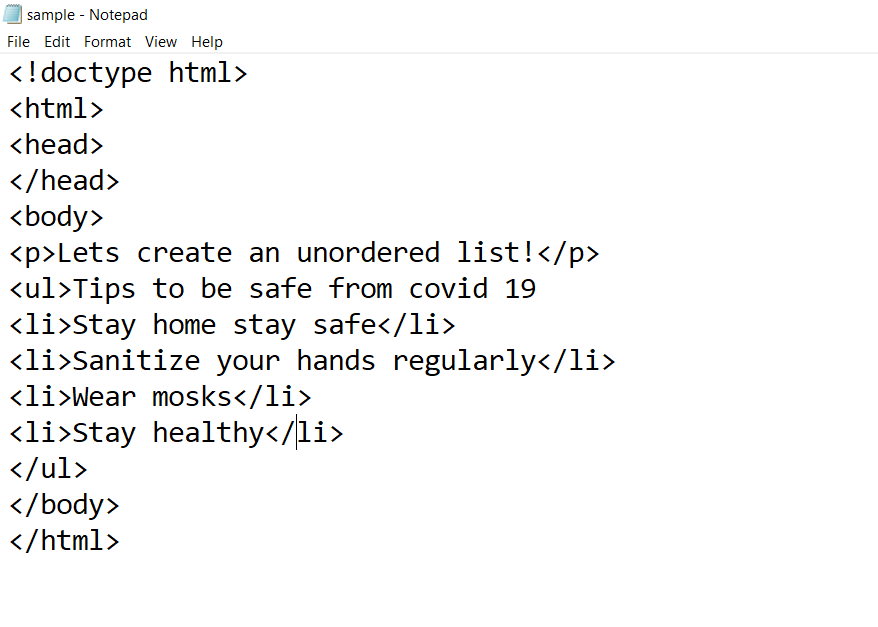 sample - Notepad
File Edit Format View Help
<!doctype html>
<html>
<head>
</head>
<body>
<p>Lets create an unordered list!</p>
<ul>Tips to be safe from covid 19
<li>Stay home stay safe</li>
<li>Sanitize your hands regularly</li>
<li>Wear mosks</li>
<li>Stay healthy</li>
</ul>
</body>
</html>